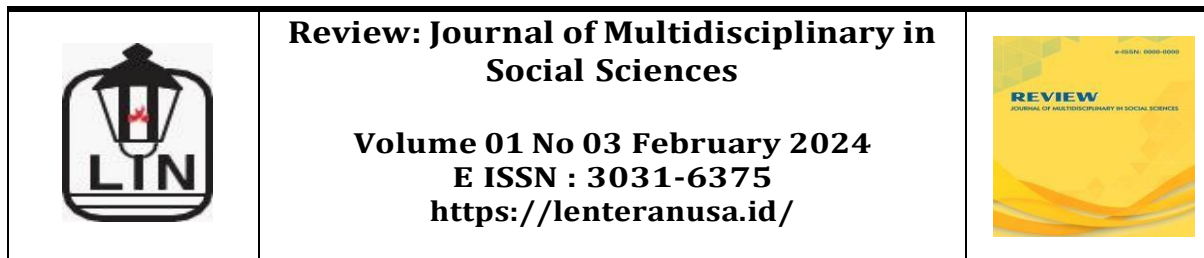 LIN
Review: Journal of Multidisciplinary in
Social Sciences
Volume 01 No 03 February 2024
E ISSN : 3031-6375
https://lenteranusa.id/
e-ISSN: 0000-0000
REVIEW
JOURNAL OF MULTIDISCIPLINARY IN SOCIAL SCIENCES